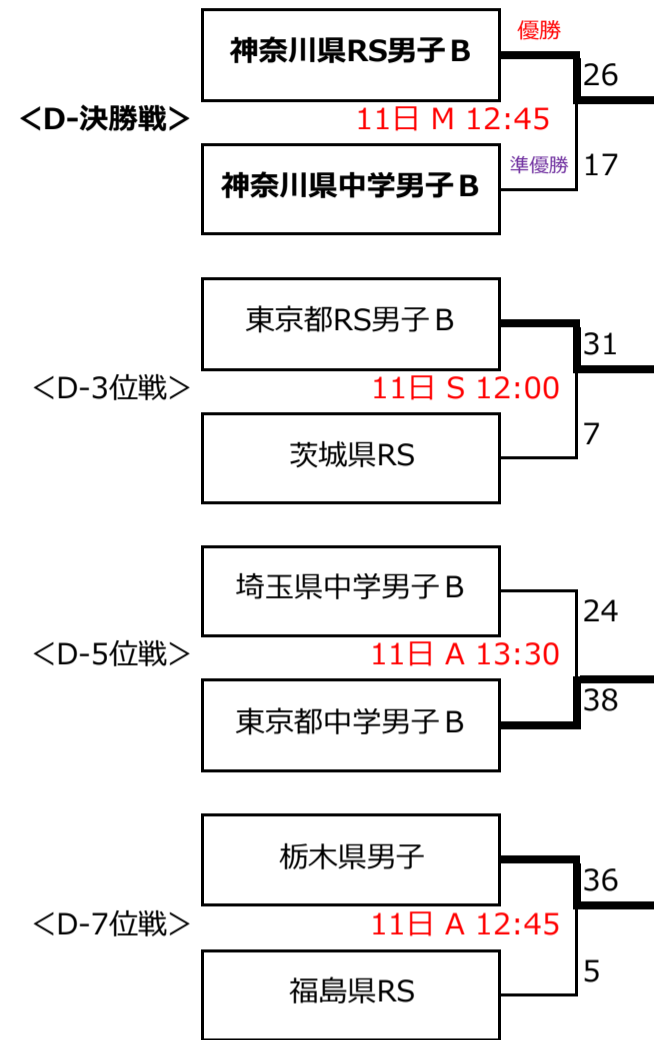 神奈川県RS男子B
優勝
26
<D-決勝戦>
11日 M 12:45
神奈川県中学男子B
準優勝
17
東京都RS男子B
31
<D-3位戦>
11日 S 12:00
茨城県RS
7
埼玉県中学男子B
24
<D-5位戦>
11日 A 13:30
東京都中学男子B
38
栃木県男子
36
<D-7位戦>
11日 A 12:45
福島県RS
5